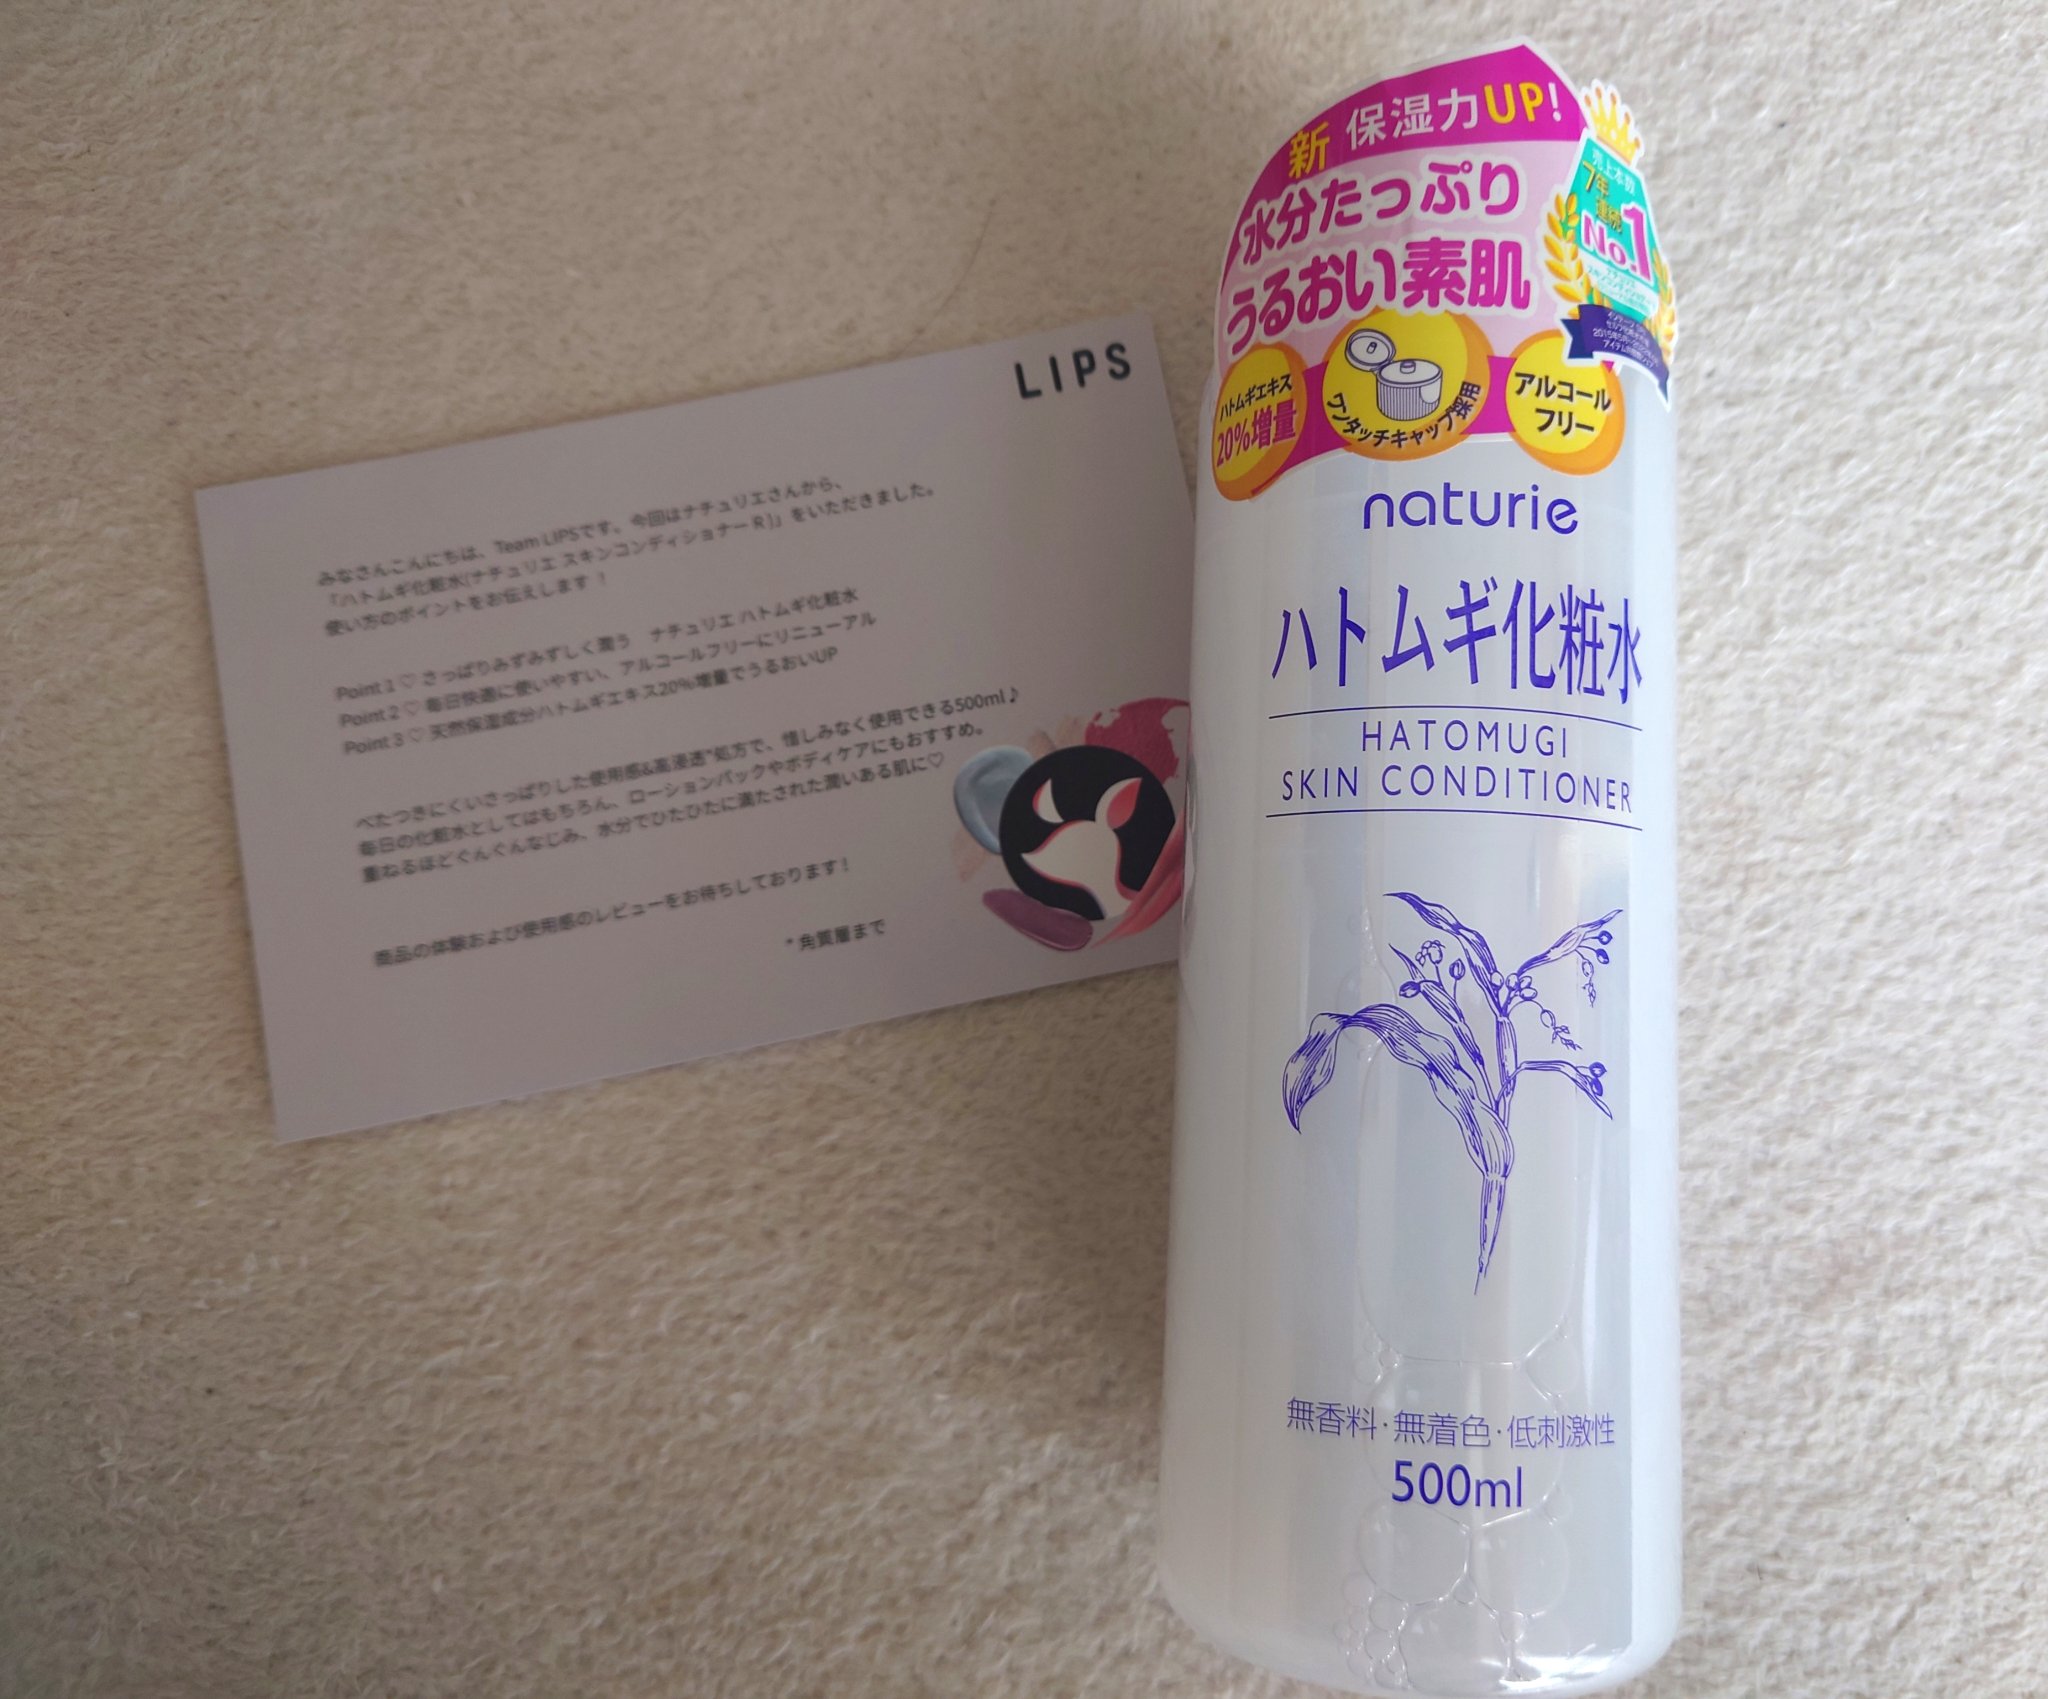 LIPS
みなさんこんにちは、Team LIPSです。今回はナチュリエさんから、
「ハトムギ化粧水(ナチュリエ スキンコンディショナー R ]」をいただきました。
使い方のポイントをお伝えします！
Point 1 ♡ さっぱりみずみずしく潤う ナチュリエ ハトムギ化粧水
Point 2 ♡ 毎日快適に使いやすい、アルコールフリーにリニューアル
Point 3 ♡ 天然保湿成分ハトムギエキス20%増量でうるおいUP
べたつきにくいさっぱりした使用感&高浸透*処方で、惜しみなく使用できる500ml♪
毎日の化粧水としてはもちろん、ローションパックやボディケアにもおすすめ。
重ねるほどぐんぐんなじみ、水分でひたひたに満たされた潤いある肌に♡
商品の体験および使用感のレビューをお待ちしております！
* 角質層まで
新 保湿力UP!
水分たっぷり
うるおい素肌
売上本数
7年
連続
No.1
ハトムギエキス
20%増量
ワンタッチキャップ採用
アルコール
フリー
naturie
ハトムギ化粧水
HATOMUGI
SKIN CONDITIONER
無香料・無着色・低刺激性
500ml